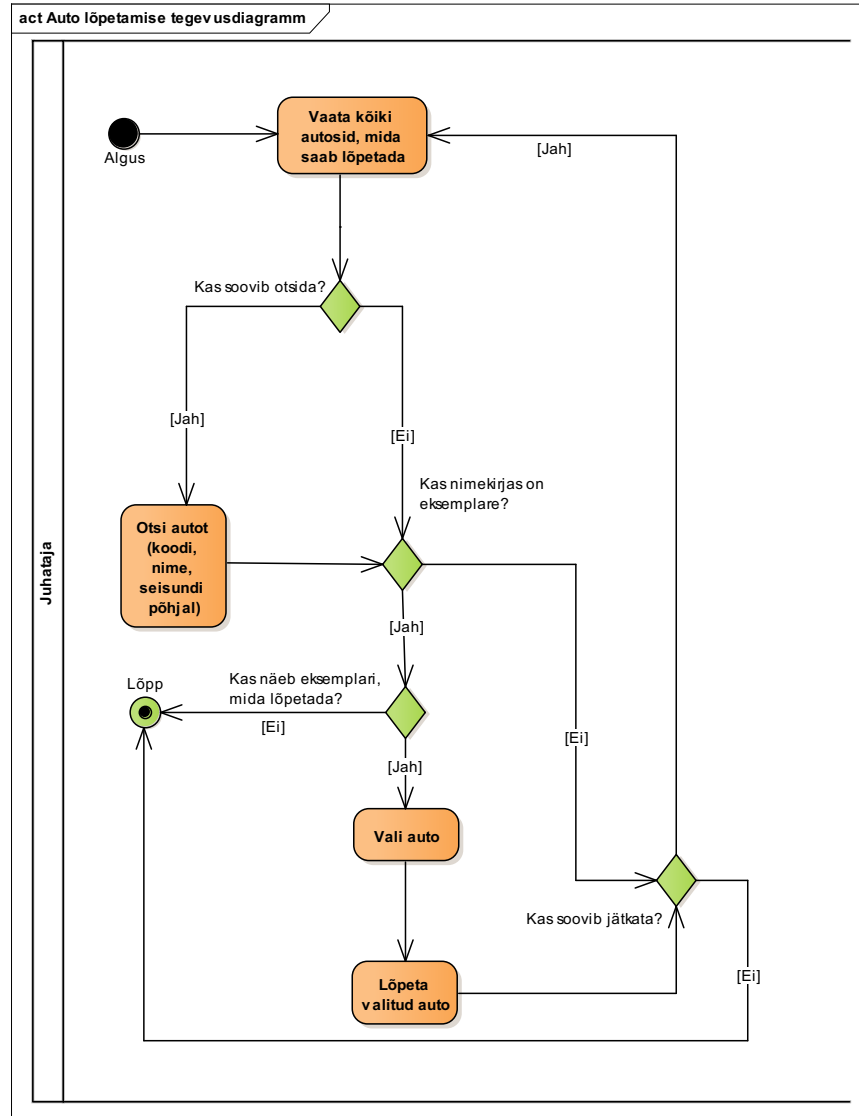 act Auto lõpetamise tegevusdiagramm
Juhataja
Algus
Vaata kõiki
autosid, mida
saab lõpetada
[Jah]
Kas soovib otsida?
[Jah]
[Ei]
Kas nimekirjas on
eksemplare?
Otsi autot
(koodi,
nime,
seisundi
põhjal)
[Jah]
Kas näeb eksemplari,
mida lõpetada?
Lõpp
[Ei]
[Ei]
[Jah]
Vali auto
Kas soovib jätkata?
[Ei]
Lõpeta
valitud auto